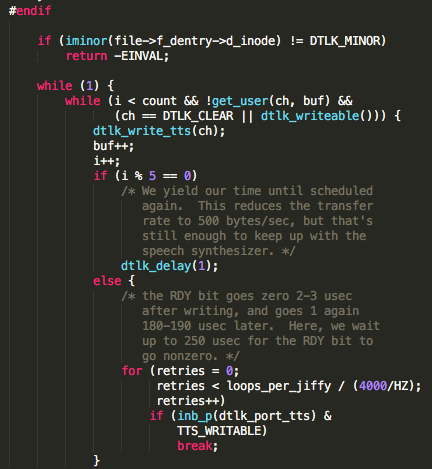 #endif
if (iminor(file->f_dentry->d_inode) != DTLK_MINOR)
return -EINVAL;
while (1) {
while (i < count && !get_user(ch, buf) &&
(ch == DTLK_CLEAR || dtlk_writeable())) {
dtlk_write_tts(ch);
buf++;
i++;
if (i % 5 == 0)
/* We yield our time until scheduled
again.  This reduces the transfer
rate to 500 bytes/sec, but that's
still enough to keep up with the
speech synthesizer. */
dtlk_delay(1);
else {
/* the RDY bit goes zero 2-3 usec
after writing, and goes 1 again
180-190 usec later.  Here, we wait
up to 250 usec for the RDY bit to
go nonzero. */
for (retries = 0;
retries < loops_per_jiffy / (4000/HZ);
retries++)
if (inb_p(dtlk_port_tts) &
TTS_WRITABLE)
break;
}